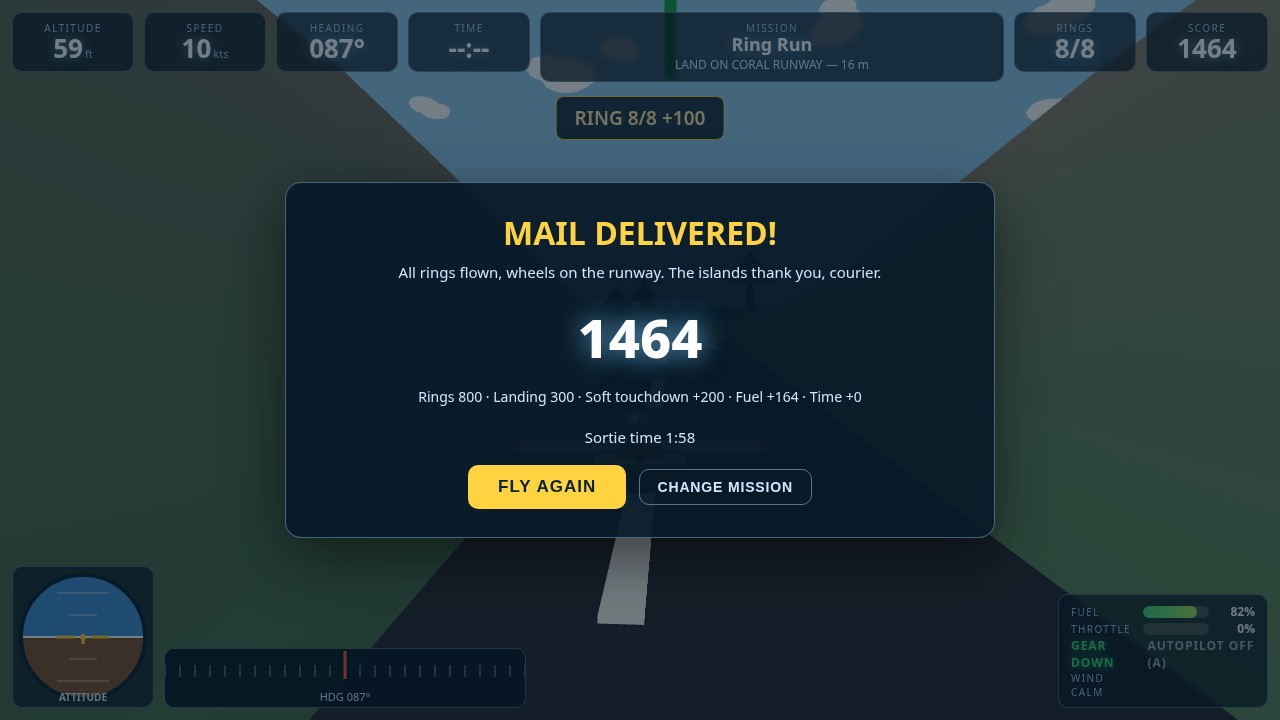 ALTITUDE
59 ft
SPEED
10 kts
HEADING
087°
TIME
--:--
MISSION
Ring Run
LAND ON CORAL RUNWAY — 16 m
RINGS
8/8
SCORE
1464
RING 8/8 +100
MAIL DELIVERED!
All rings flown, wheels on the runway. The islands thank you, courier.
1464
Rings 800 · Landing 300 · Soft touchdown +200 · Fuel +164 · Time +0
Sortie time 1:58
FLY AGAIN
CHANGE MISSION
ATTITUDE
HDG 087°
FUEL 82%
THROTTLE 0%
GEAR DOWN
AUTOPILOT OFF (A)
WIND CALM